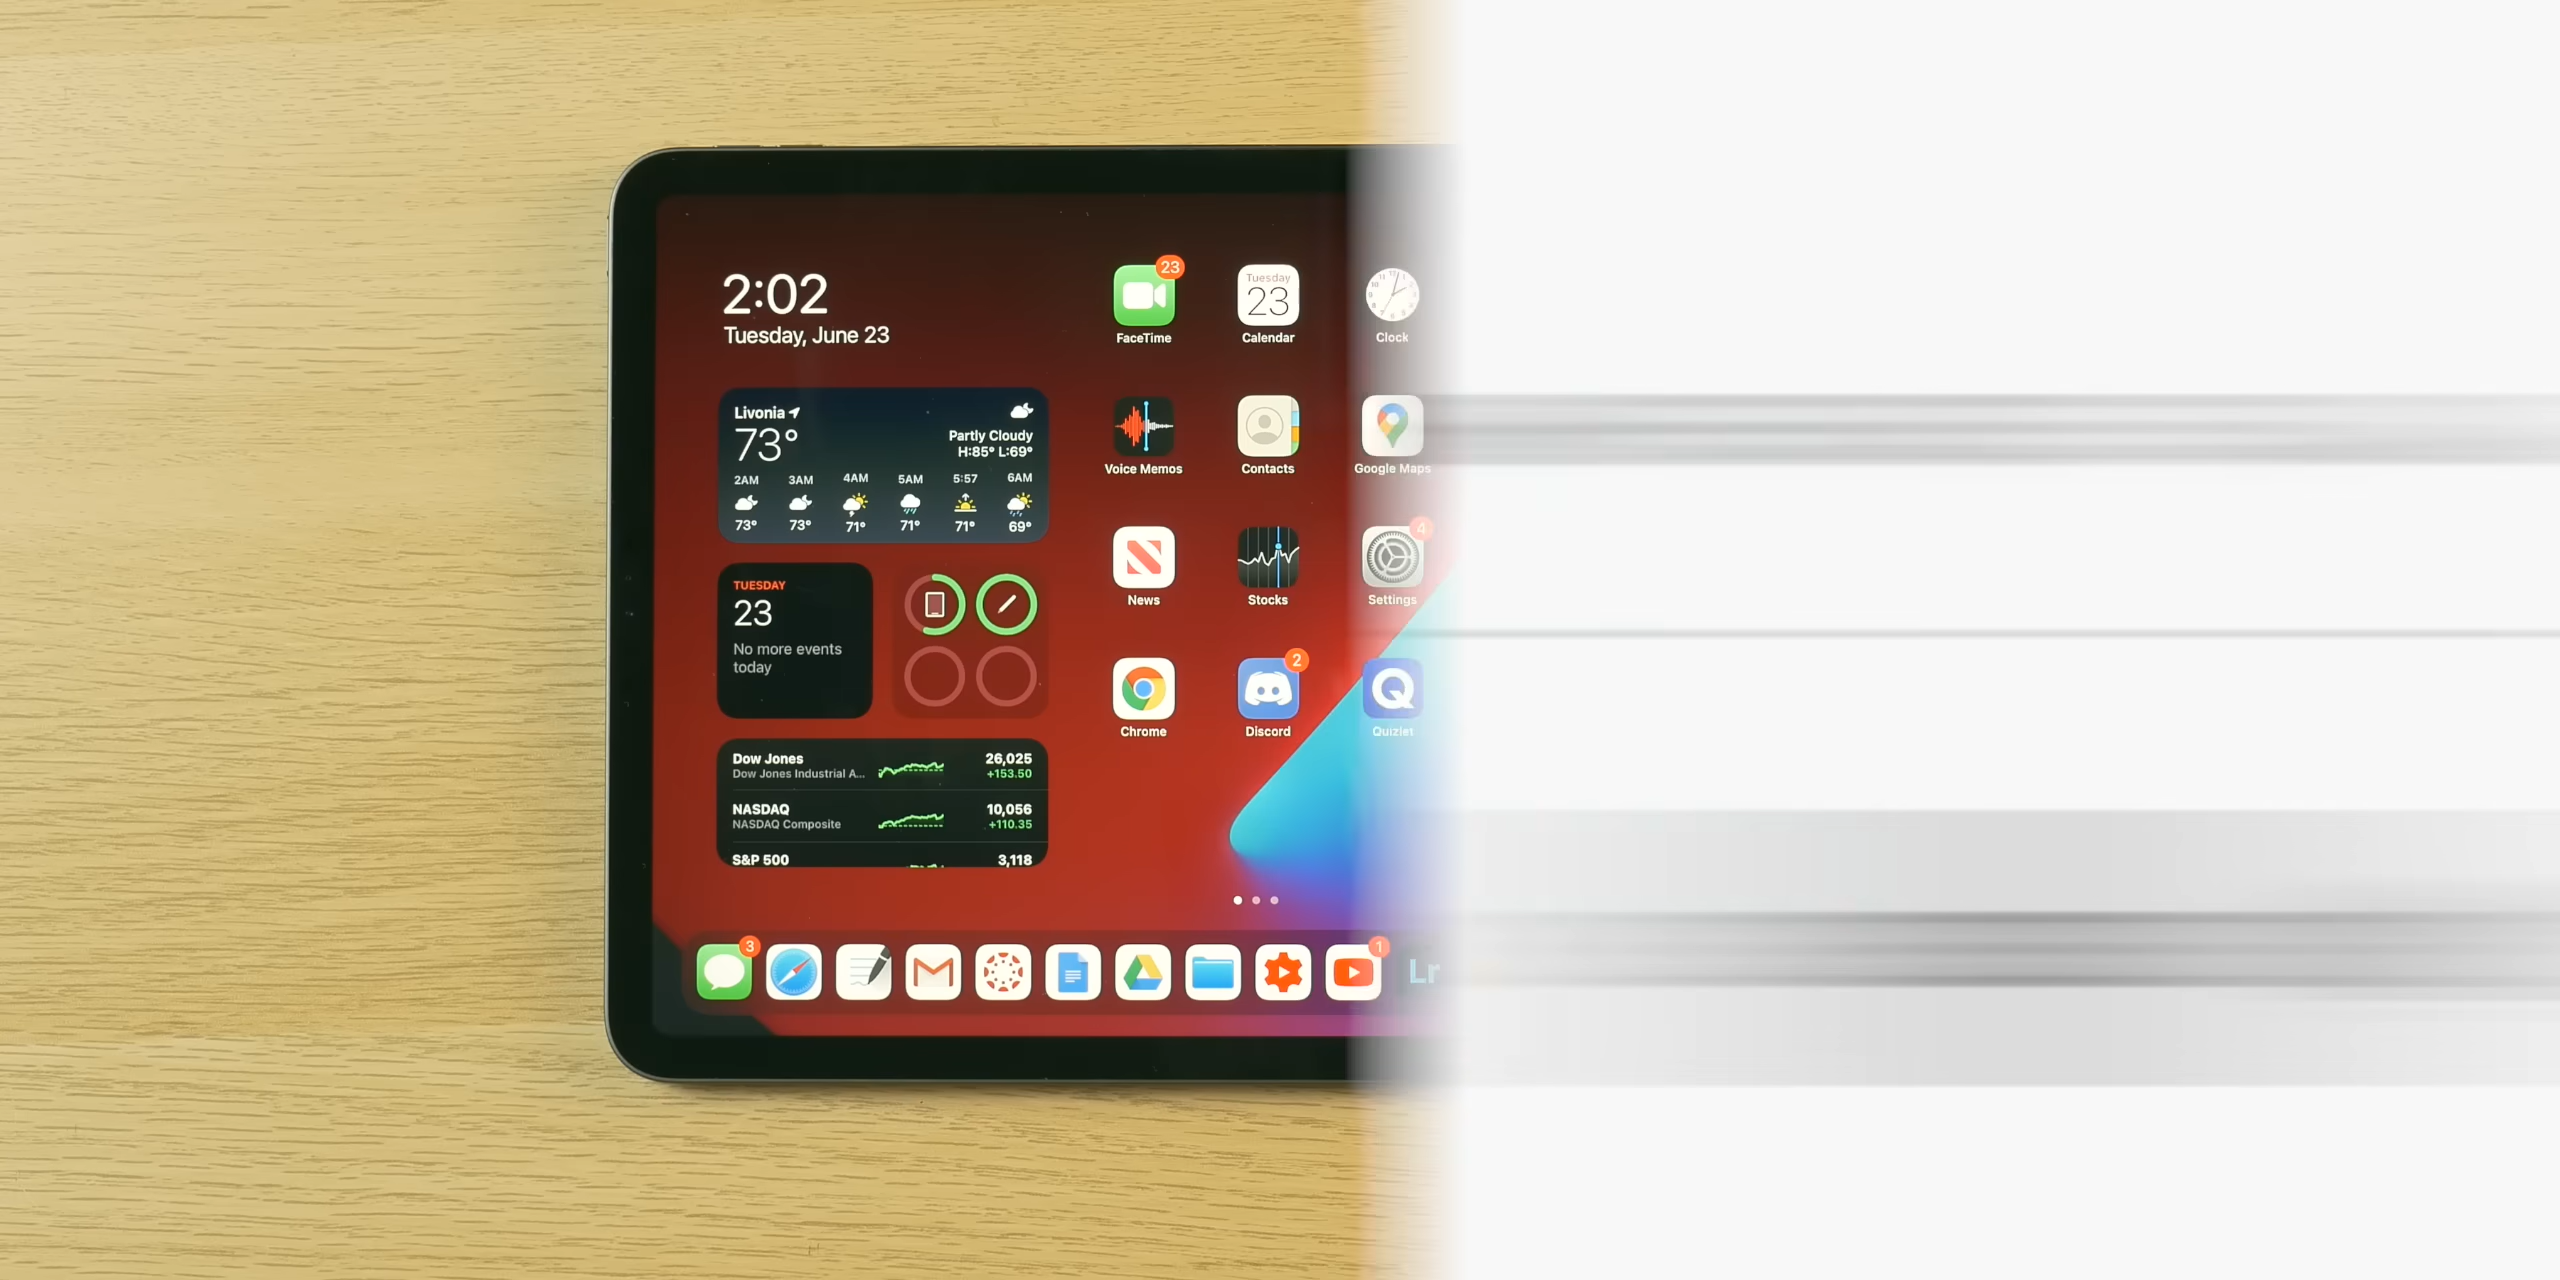 2:02
Tuesday, June 23
Livonia
73°
Partly Cloudy
H:85° L:69°
2AM 3AM 4AM 5AM 5:57 6AM
73° 73° 71° 71° 71° 69°
TUESDAY
23
No more events
today
Dow Jones 26,025
Dow Jones Industrial A... +153.50
NASDAQ 10,056
NASDAQ Composite +110.35
S&P 500 3,118
23
Tuesday
23
FaceTime Calendar Clock
Voice Memos Contacts Google Maps
4
News Stocks Settings
2
Chrome Discord Quizlet
3 1
Lr